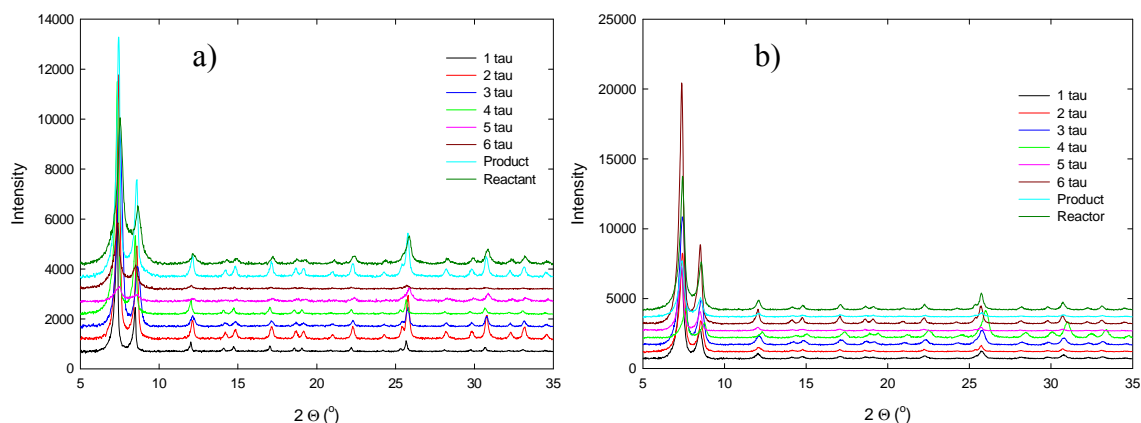 a)
14000
12000
10000
8000
6000
4000
2000
0
Intensity
5 10 15 20 25 30 35
2 Θ (°)
1 tau
2 tau
3 tau
4 tau
5 tau
6 tau
Product
Reactant
b)
25000
20000
15000
10000
5000
0
Intensity
5 10 15 20 25 30 35
2 Θ (°)
1 tau
2 tau
3 tau
4 tau
5 tau
6 tau
Product
Reactor